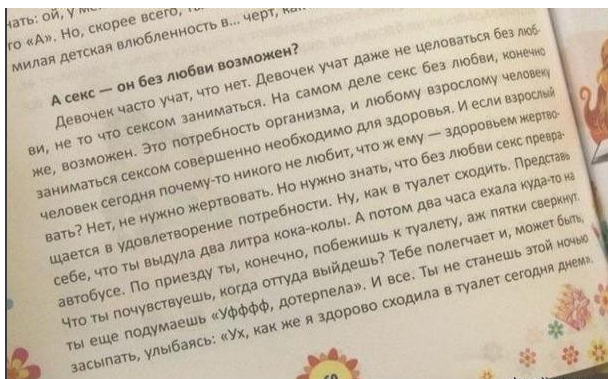 нать: ой, у
го «А». Но, скорее всего,
милая детская влюбленность в... черт,
А секс — он без любви возможен?
Девочек часто учат, что нет. Девочек учат даже не целоваться без люб-
ви, не то что сексом заниматься. На самом деле секс без любви, конечно
же, возможен. Это потребность организма, и любому взрослому человеку
заниматься сексом совершенно необходимо для здоровья. И если взрослый
человек сегодня почему-то никого не любит, что ж ему — здоровьем жертво-
вать? Нет, не нужно жертвовать. Но нужно знать, что без любви секс превра-
щается в удовлетворение потребности. Ну, как в туалет сходить. Представь
себе, что ты выдула два литра кока-колы. А потом два часа ехала куда-то на
автобусе. По приезду ты, конечно, побежишь к туалету, аж пятки сверкнут.
Что ты почувствуешь, когда оттуда выйдешь? Тебе полегчает и, может быть,
ты еще подумаешь «Уфффф, дотерпела». И все. Ты не станешь этой ночью
засыпать, улыбаясь: «Ух, как же я здорово сходила в туалет сегодня днем».